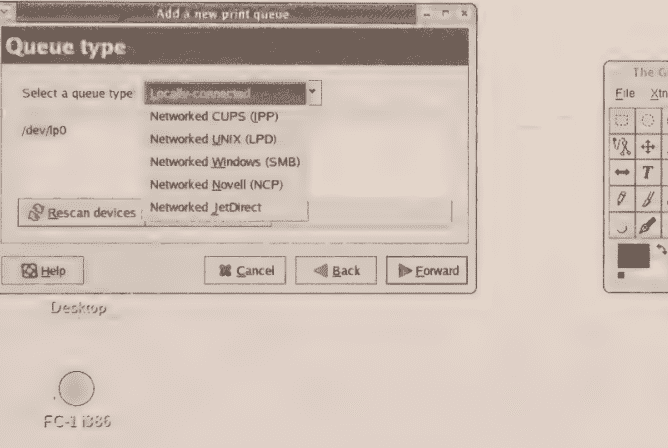 Add a new print queue
Queue type
Select a queue type
Locally-connected
Networked CUPS (IPP)
/dev/lp0
Networked UNIX (LPD)
Networked Windows (SMB)
Networked Novell (NCP)
Networked JetDirect
Rescan devices
Help
Cancel
Back
Forward
Desktop
FC-1 i386
The G
File Xtn